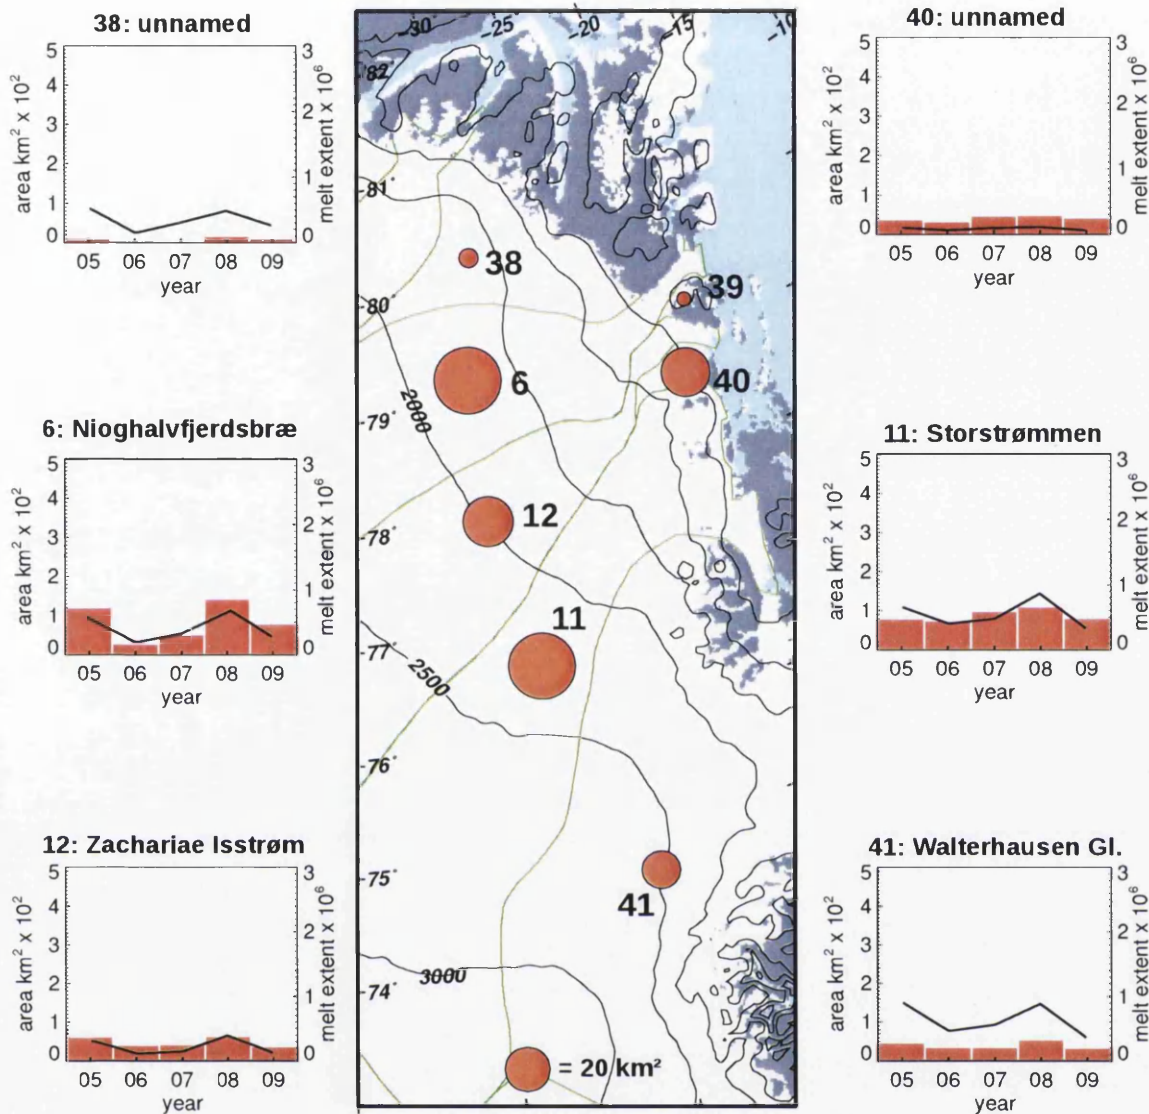 38: unnamed
area km² x 10²
5
4
3
2
1
0
3
2
1
0
melt extent x 10⁶
05 06 07 08 09
year
6: Nioghalvfjerdsbræ
area km² x 10²
5
4
3
2
1
0
3
2
1
0
melt extent x 10⁶
05 06 07 08 09
year
12: Zachariae Isstrøm
area km² x 10²
5
4
3
2
1
0
3
2
1
0
melt extent x 10⁶
05 06 07 08 09
year
-30 -25 -20 -15 -10
82°
81°
38
39
80°
6
40
2000
79°
12
78°
11
77°
2500
76°
75°
41
3000
74°
= 20 km²
40: unnamed
area km² x 10²
5
4
3
2
1
0
3
2
1
0
melt extent x 10⁶
05 06 07 08 09
year
11: Storstrømmen
area km² x 10²
5
4
3
2
1
0
3
2
1
0
melt extent x 10⁶
05 06 07 08 09
year
41: Walterhausen Gl.
area km² x 10²
5
4
3
2
1
0
3
2
1
0
melt extent x 10⁶
05 06 07 08 09
year